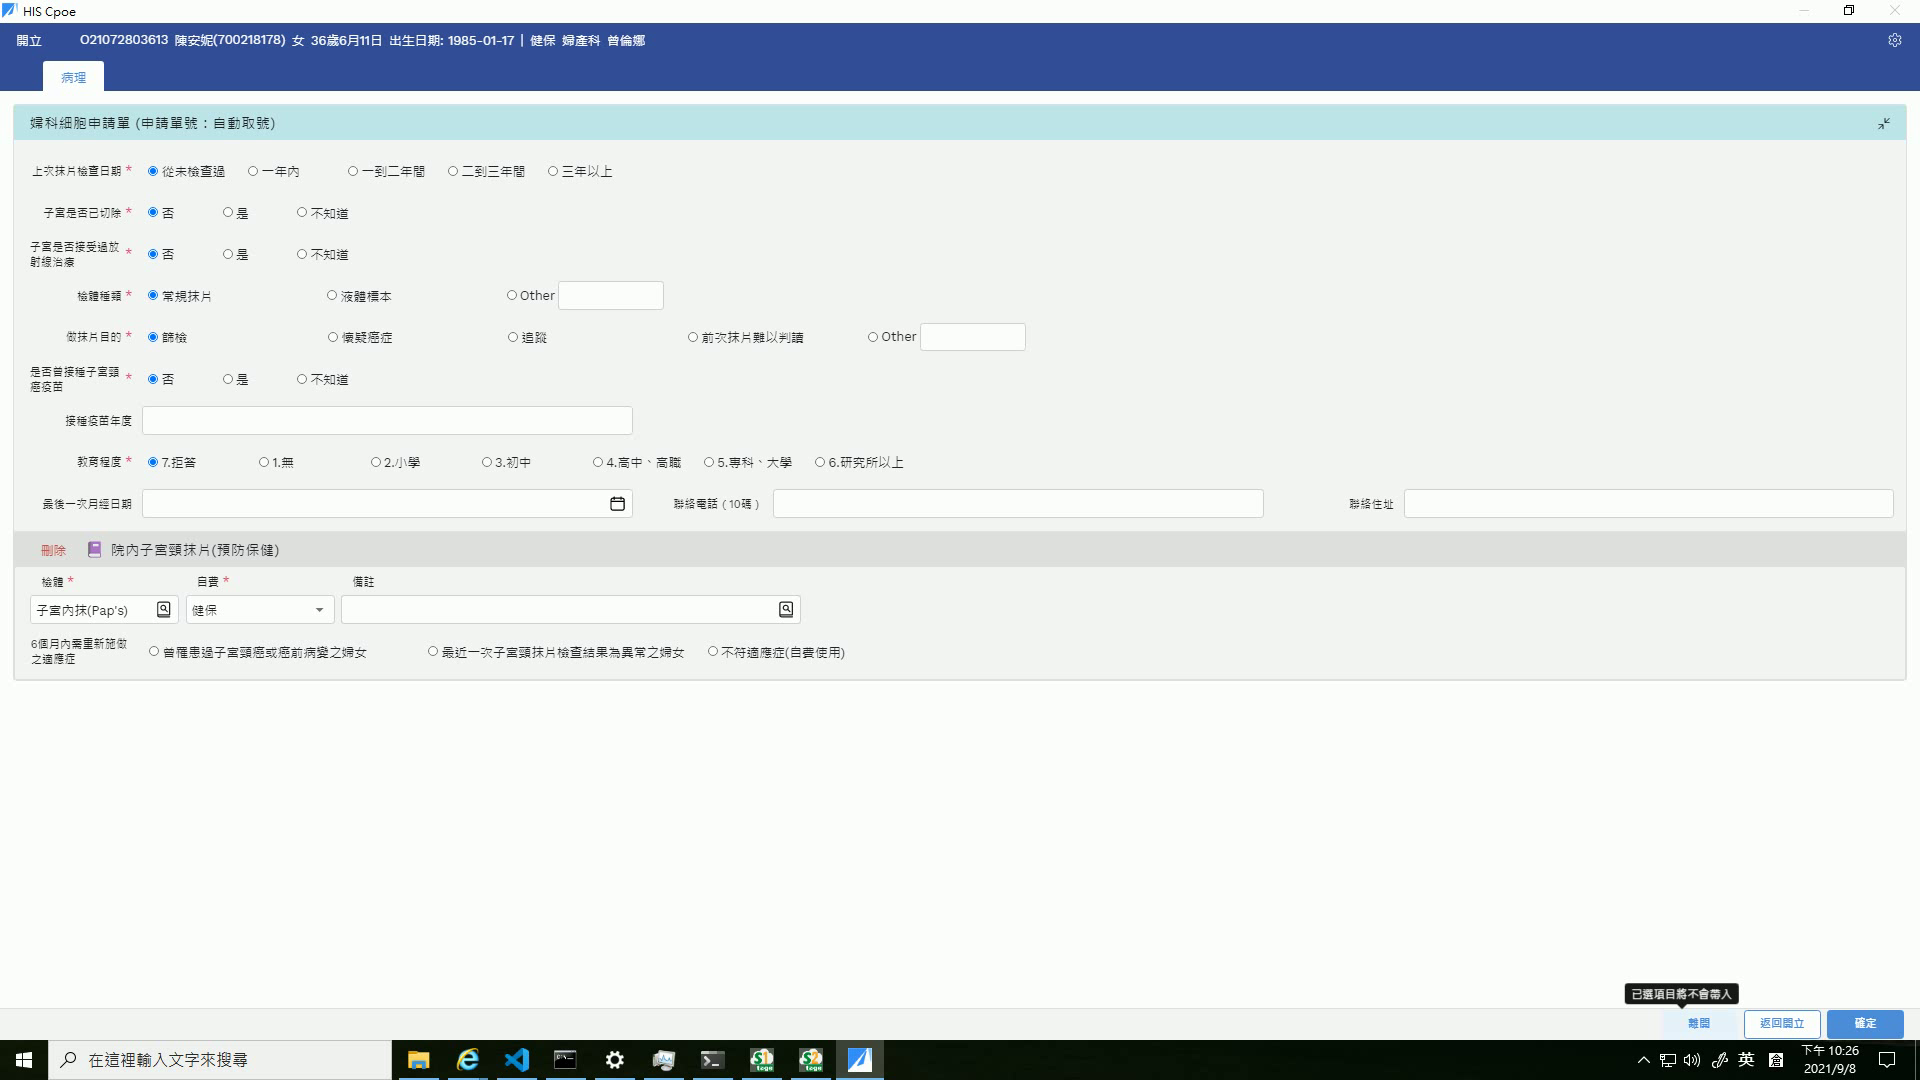 HIS Cpoe
開立 O21072803613 陳安妮(700218178) 女 36歲6月11日 出生日期: 1985-01-17 | 健保 婦產科 曾倫娜
病理
婦科細胞申請單 (申請單號：自動取號)
上次抹片檢查日期 * 從未檢查過 一年內 一到二年間 二到三年間 三年以上
子宮是否已切除 * 否 是 不知道
子宮是否接受過放
射線治療 * 否 是 不知道
檢體種類 * 常規抹片 液體標本 Other
做抹片目的 * 篩檢 懷疑癌症 追蹤 前次抹片難以判讀 Other
是否曾接種子宮頸
癌疫苗 * 否 是 不知道
接種疫苗年度
教育程度 * 7.拒答 1.無 2.小學 3.初中 4.高中、高職 5.專科、大學 6.研究所以上
最後一次月經日期 聯絡電話（10碼） 聯絡住址
刪除 院內子宮頸抹片(預防保健)
檢體 * 自費 * 備註
子宮內抹(Pap's) 健保
6個月內需重新施做
之適應症 曾罹患過子宮頸癌或癌前病變之婦女 最近一次子宮頸抹片檢查結果為異常之婦女 不符適應症(自費使用)
已選項目將不會帶入
離開 返回開立 確定
在這裡輸入文字來搜尋
S1
togo
S2
togo
英
倉
下午 10:26
2021/9/8